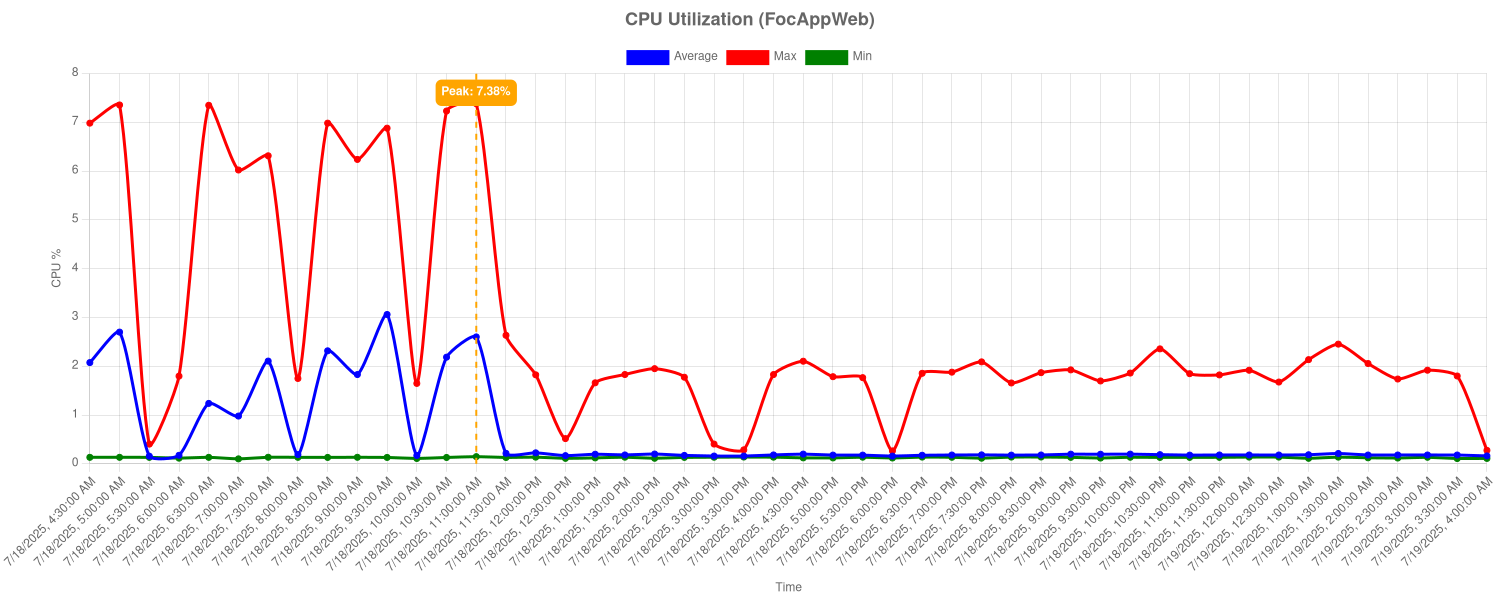 CPU Utilization (FocAppWeb)
Average Max Min
Peak: 7.38%
8
7
6
5
4
3
2
1
0
CPU %
7/18/2025, 4:30:00 AM
7/18/2025, 5:00:00 AM
7/18/2025, 5:30:00 AM
7/18/2025, 6:00:00 AM
7/18/2025, 6:30:00 AM
7/18/2025, 7:00:00 AM
7/18/2025, 7:30:00 AM
7/18/2025, 8:00:00 AM
7/18/2025, 8:30:00 AM
7/18/2025, 9:00:00 AM
7/18/2025, 9:30:00 AM
7/18/2025, 10:00:00 AM
7/18/2025, 10:30:00 AM
7/18/2025, 11:00:00 AM
7/18/2025, 11:30:00 AM
7/18/2025, 12:00:00 PM
7/18/2025, 12:30:00 PM
7/18/2025, 1:00:00 PM
7/18/2025, 1:30:00 PM
7/18/2025, 2:00:00 PM
7/18/2025, 2:30:00 PM
7/18/2025, 3:00:00 PM
7/18/2025, 3:30:00 PM
7/18/2025, 4:00:00 PM
7/18/2025, 4:30:00 PM
7/18/2025, 5:00:00 PM
7/18/2025, 5:30:00 PM
7/18/2025, 6:00:00 PM
7/18/2025, 6:30:00 PM
7/18/2025, 7:00:00 PM
7/18/2025, 7:30:00 PM
7/18/2025, 8:00:00 PM
7/18/2025, 8:30:00 PM
7/18/2025, 9:00:00 PM
7/18/2025, 9:30:00 PM
7/18/2025, 10:00:00 PM
7/18/2025, 10:30:00 PM
7/18/2025, 11:00:00 PM
7/18/2025, 11:30:00 PM
7/19/2025, 12:00:00 AM
7/19/2025, 12:30:00 AM
7/19/2025, 1:00:00 AM
7/19/2025, 1:30:00 AM
7/19/2025, 2:00:00 AM
7/19/2025, 2:30:00 AM
7/19/2025, 3:00:00 AM
7/19/2025, 3:30:00 AM
7/19/2025, 4:00:00 AM
Time